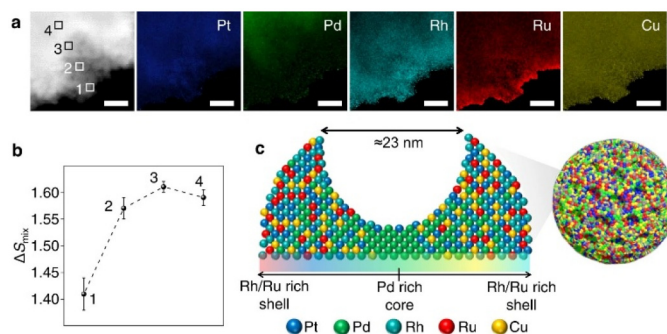 a
4
3
2
1
Pt
Pd
Rh
Ru
Cu
b
1.60
1.55
1.50
1.45
1.40
ΔSmix
1
2
3
4
c
≈23 nm
Rh/Ru rich shell
Pd rich core
Rh/Ru rich shell
Pt Pd Rh Ru Cu